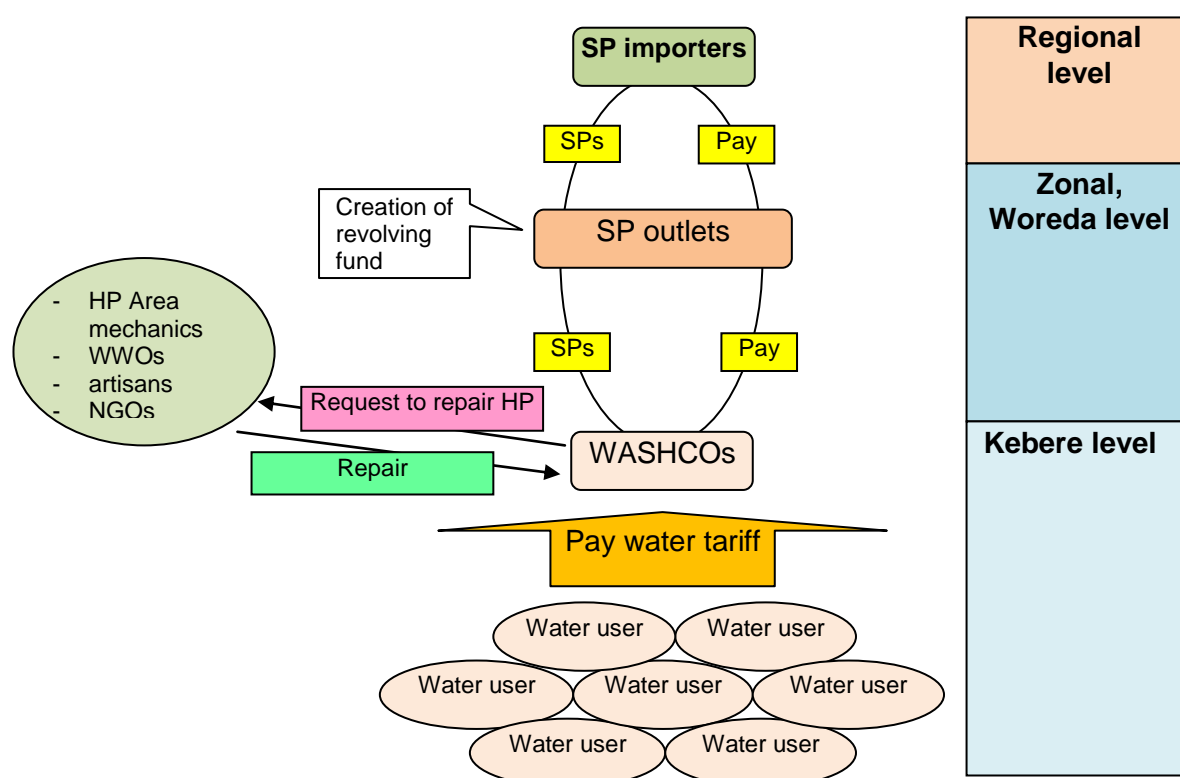 SP importers
Regional
level
SPs
Pay
Zonal,
Woreda level
Creation of
revolving
fund
SP outlets
- HP Area
mechanics
- WWOs
- artisans
- NGOs
SPs
Pay
Request to repair HP
Repair
WASHCOs
Kebere level
Pay water tariff
Water user
Water user
Water user
Water user
Water user
Water user
Water user